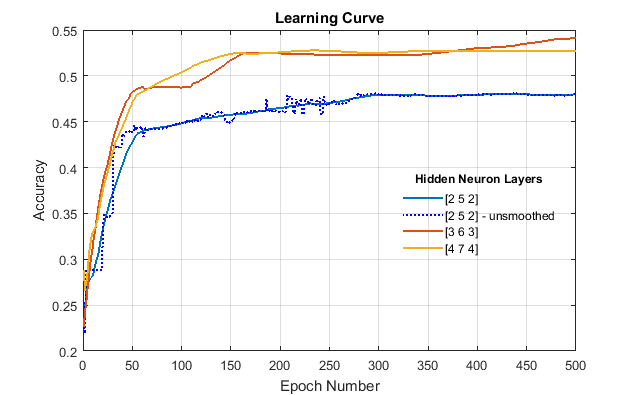 Learning Curve
0.55
0.5
0.45
0.4
0.35
0.3
0.25
0.2
Accuracy
Hidden Neuron Layers
[2 5 2]
[2 5 2] - unsmoothed
[3 6 3]
[4 7 4]
0 50 100 150 200 250 300 350 400 450 500
Epoch Number